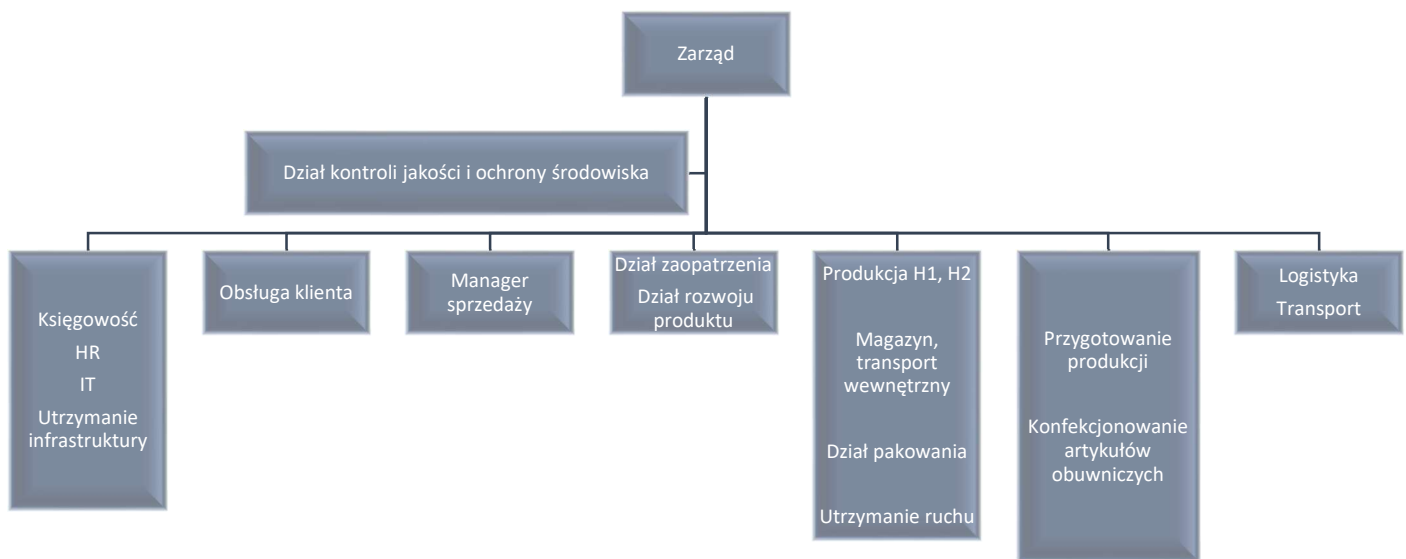 Zarząd
Dział kontroli jakości i ochrony środowiska
Księgowość
HR
IT
Utrzymanie
infrastruktury
Obsługa klienta
Manager
sprzedaży
Dział zaopatrzenia
Dział rozwoju
produktu
Produkcja H1, H2
Magazyn,
transport
wewnętrzny
Dział pakowania
Utrzymanie ruchu
Przygotowanie
produkcji
Konfekcjonowanie
artykułów
obuwniczych
Logistyka
Transport